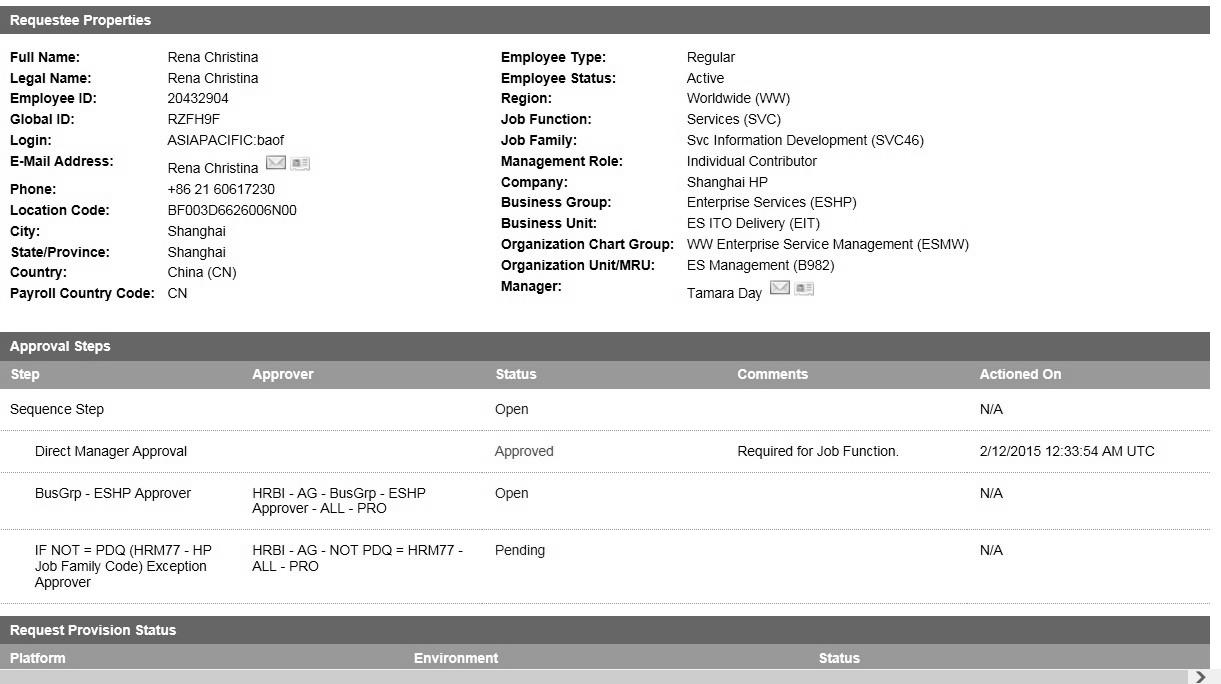 Requestee Properties
Full Name: Rena Christina
Legal Name: Rena Christina
Employee ID: 20432904
Global ID: RZFH9F
Login: ASIAPACIFIC:baof
E-Mail Address: Rena Christina
Phone: +86 21 60617230
Location Code: BF003D6626006N00
City: Shanghai
State/Province: Shanghai
Country: China (CN)
Payroll Country Code: CN
Employee Type: Regular
Employee Status: Active
Region: Worldwide (WW)
Job Function: Services (SVC)
Job Family: Svc Information Development (SVC46)
Management Role: Individual Contributor
Company: Shanghai HP
Business Group: Enterprise Services (ESHP)
Business Unit: ES ITO Delivery (EIT)
Organization Chart Group: WW Enterprise Service Management (ESMW)
Organization Unit/MRU: ES Management (B982)
Manager: Tamara Day
Approval Steps
Step Approver Status Comments Actioned On
Sequence Step Open N/A
Direct Manager Approval Approved Required for Job Function. 2/12/2015 12:33:54 AM UTC
BusGrp - ESHP Approver HRBI - AG - BusGrp - ESHP Open N/A
Approver - ALL - PRO
IF NOT = PDQ (HRM77 - HP HRBI - AG - NOT PDQ = HRM77 - Pending N/A
Job Family Code) Exception ALL - PRO
Approver
Request Provision Status
Platform Environment Status